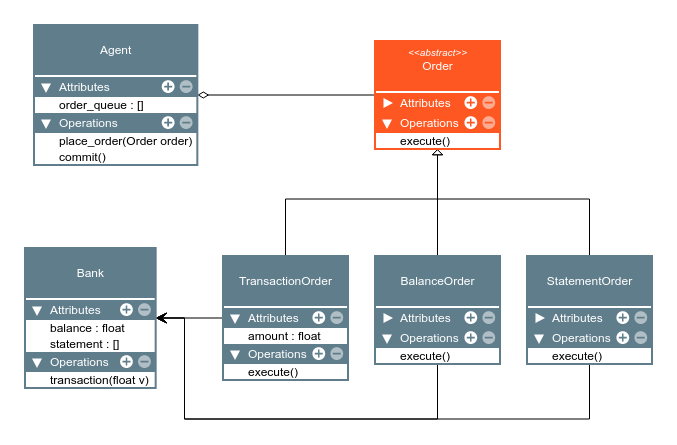 Agent
Attributes
order_queue : []
Operations
place_order(Order order)
commit()
<<abstract>>
Order
Attributes
Operations
execute()
Bank
Attributes
balance : float
statement : []
Operations
transaction(float v)
TransactionOrder
Attributes
amount : float
Operations
execute()
BalanceOrder
Attributes
Operations
execute()
StatementOrder
Attributes
Operations
execute()